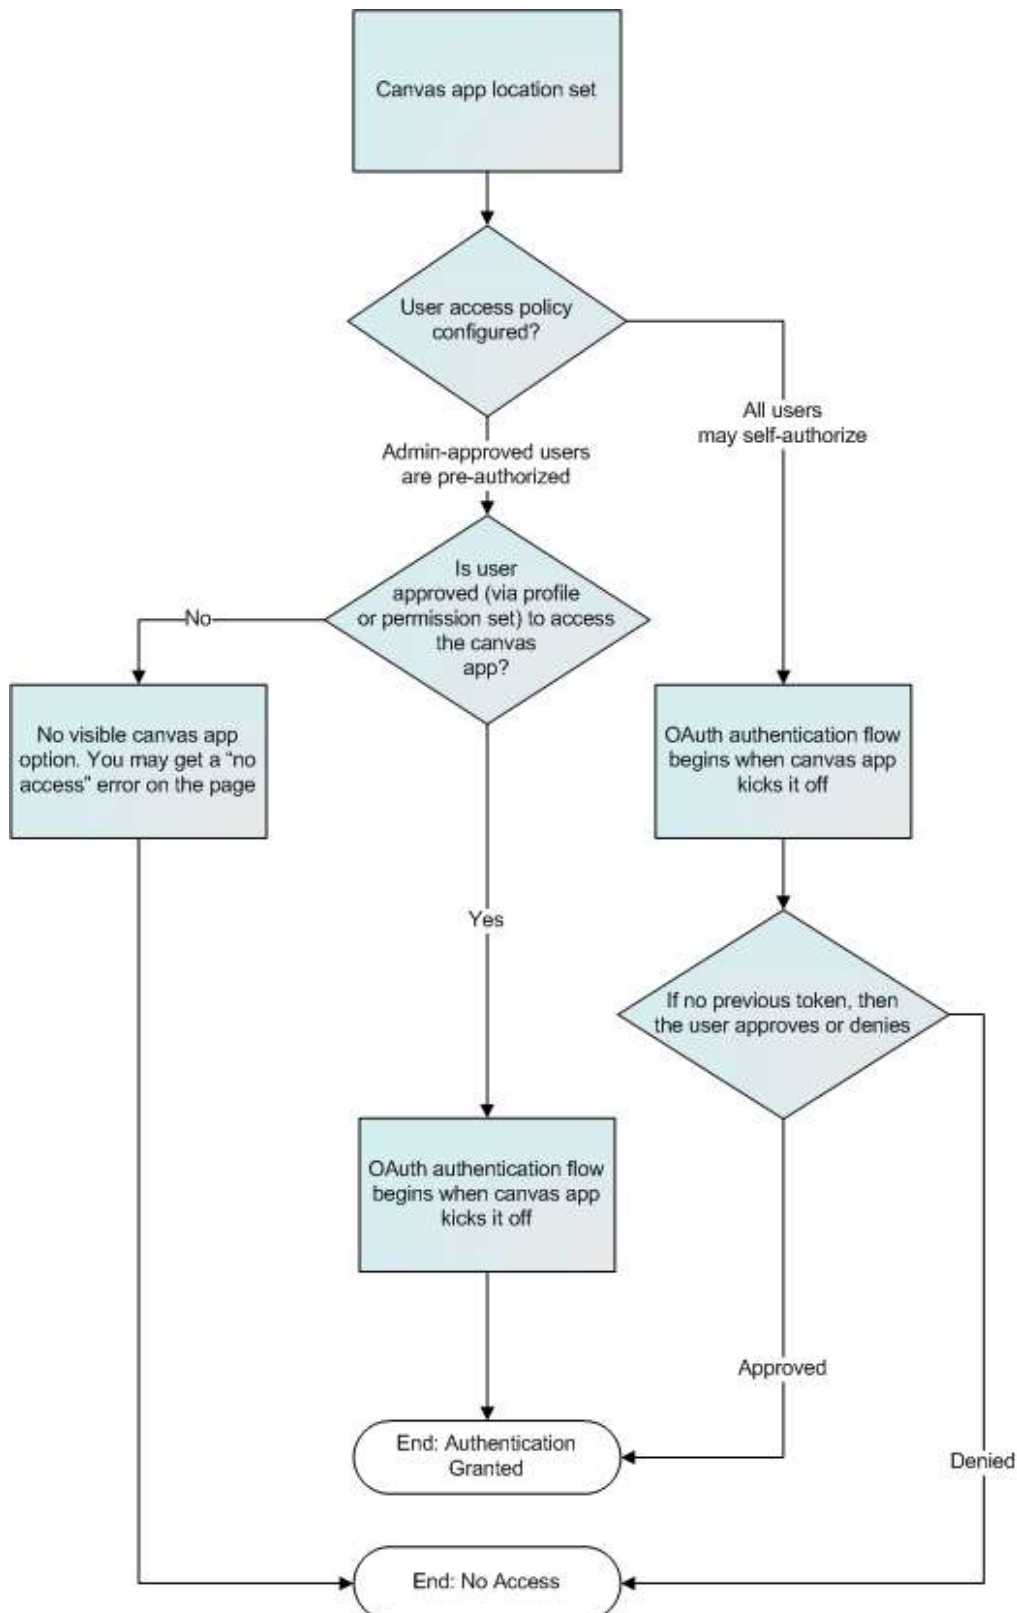 Canvas app location set
User access policy
configured?
All users
may self-authorize
Admin-approved users
are pre-authorized
Is user
approved (via profile
or permission set) to access
the canvas
app?
No
No visible canvas app
option. You may get a “no
access” error on the page
OAuth authentication flow
begins when canvas app
kicks it off
Yes
If no previous token, then
the user approves or denies
OAuth authentication flow
begins when canvas app
kicks it off
Approved
End: Authentication
Granted
Denied
End: No Access